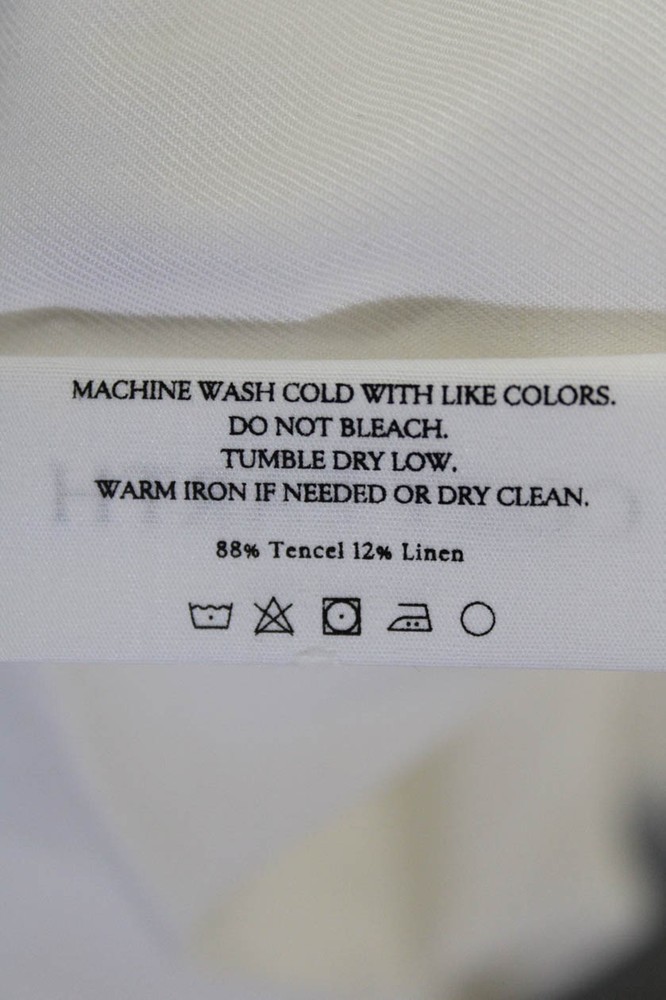 MACHINE WASH COLD WITH LIKE COLORS.
DO NOT BLEACH.
TUMBLE DRY LOW.
WARM IRON IF NEEDED OR DRY CLEAN.
88% Tencel 12% Linen